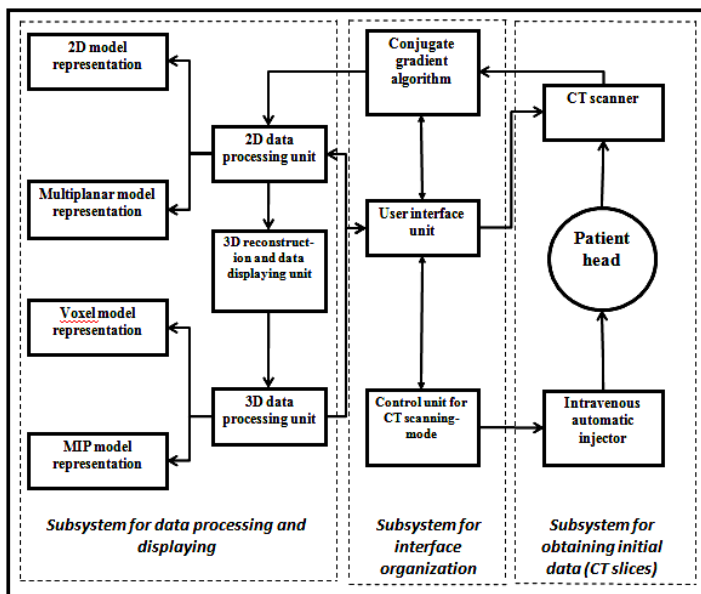 2D model
representation
Multiplanar model
representation
Voxel model
representation
MIP model
representation
2D data
processing unit
3D reconstruct-
ion and data
displaying unit
3D data
processing unit
Subsystem for data processing and
displaying
Conjugate
gradient
algorithm
User interface
unit
Control unit for
CT scanning-
mode
Subsystem for
interface
organization
CT scanner
Patient
head
Intravenous
automatic
injector
Subsystem for
obtaining initial
data (CT slices)